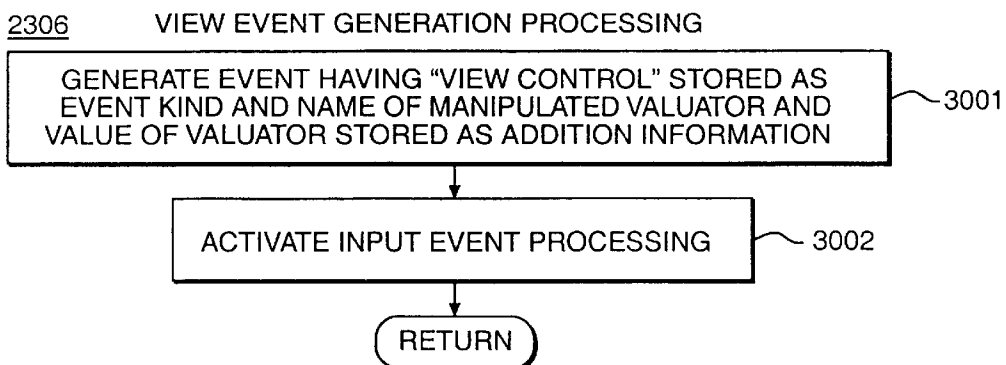 2306 VIEW EVENT GENERATION PROCESSING
GENERATE EVENT HAVING “VIEW CONTROL” STORED AS
EVENT KIND AND NAME OF MANIPULATED VALUATOR AND
VALUE OF VALUATOR STORED AS ADDITION INFORMATION
3001
ACTIVATE INPUT EVENT PROCESSING
3002
RETURN